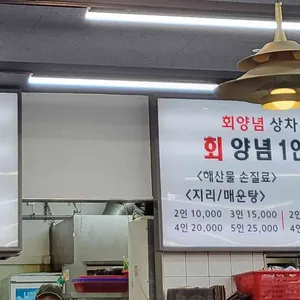 회양념 상차
회 양념 1인
<해산물 손질료>
<지리/매운탕>
2인 10,000 3인 15,000
4인 20,000 5인 25,000